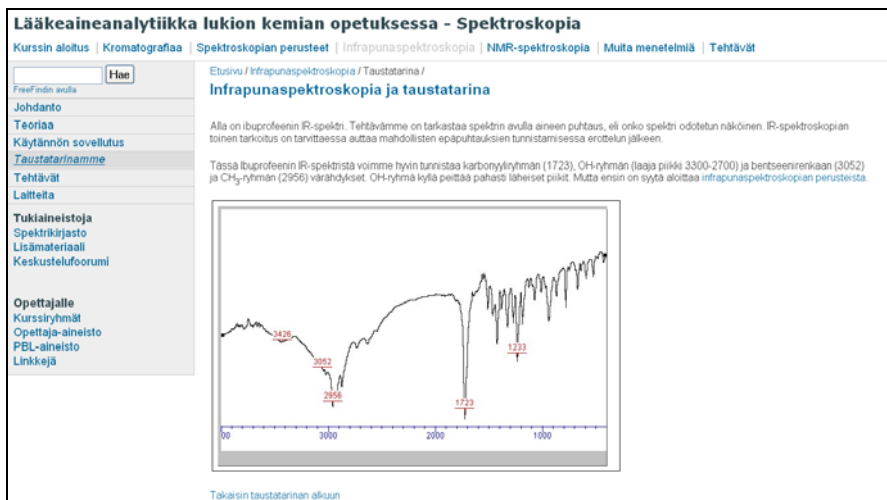 Lääkeaineanalytiikka lukion kemian opetuksessa - Spektroskopia
Kurssin aloitus | Kromatografiaa | Spektroskopian perusteet | Infrapunaspektroskopia | NMR-spektroskopia | Muita menetelmiä | Tehtävät
Hae
FreeFindin avulla
Johdanto
Teoriaa
Käytännön sovellutus
Taustatarinamme
Tehtävät
Laitteita
Tukiaineistoja
Spektrikirjasto
Lisämateriaali
Keskustelufoorumi
Opettajalle
Kurssiryhmät
Opettaja-aineisto
PBL-aineisto
Linkkejä
Etusivu / Infrapunaspektroskopia / Taustatarina /
Infrapunaspektroskopia ja taustatarina
Alla on ibuprofeenin IR-spektri. Tehtävämme on tarkastaa spektrin avulla aineen puhtaus, eli onko spektri odotetun näköinen. IR-spektroskopian
toinen tarkoitus on tarvittaessa auttaa mahdollisten epäpuhtauksien tunnistamisessa erottelun jälkeen.
Tässä Ibuprofeenin IR-spektristä voimme hyvin tunnistaa karbonyyliryhmän (1723), OH-ryhmän (laaja piikki 3300-2700) ja bentseenirenkaan (3052)
ja CH3-ryhmän (2956) värähdykset. OH-ryhmä kyllä peittää pahasti läheiset piikit. Mutta ensin on syytä aloittaa infrapunaspektroskopian perusteista.
3426
3052
2956
1723
1233
00 3000 2000 1000
Takaisin taustatarinan alkuun